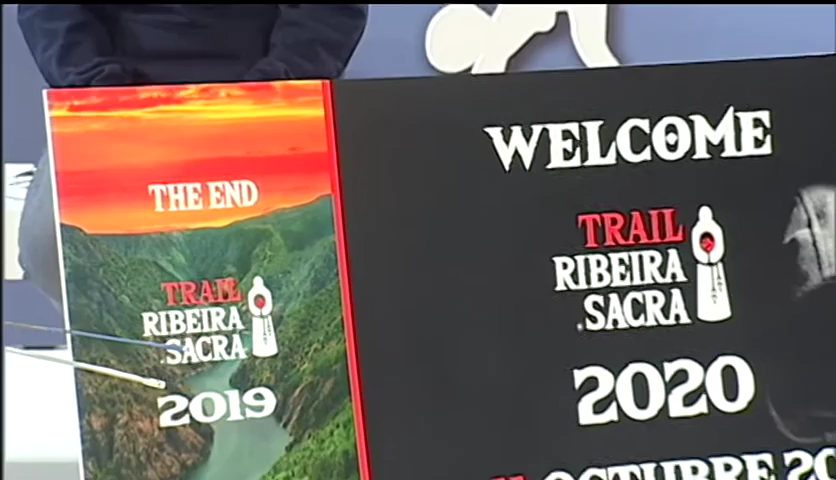 THE END
TRAIL
RIBEIRA
SACRA
2019
WELCOME
TRAIL
RIBEIRA
SACRA
2020
OCTUBRE